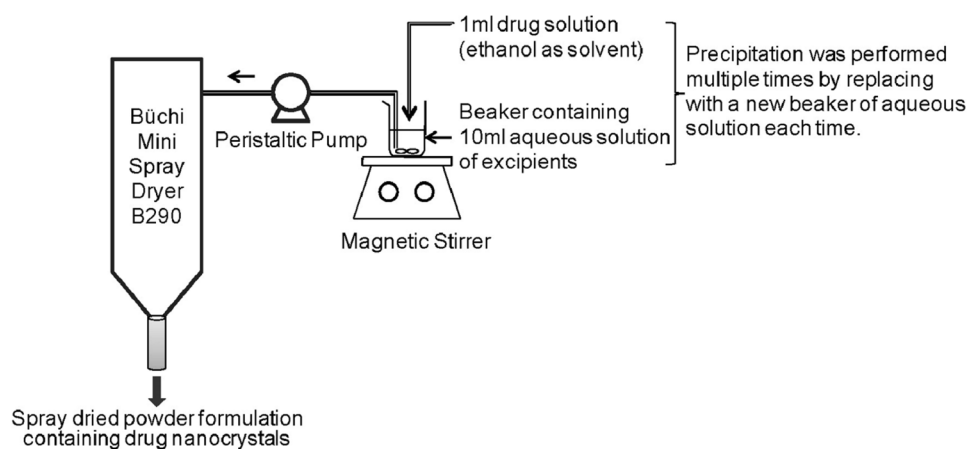 1ml drug solution
(ethanol as solvent)
Precipitation was performed
multiple times by replacing
with a new beaker of aqueous
solution each time.
Büchi
Mini
Spray
Dryer
B290
Peristaltic Pump
Beaker containing
10ml aqueous solution
of excipients
Magnetic Stirrer
Spray dried powder formulation
containing drug nanocrystals